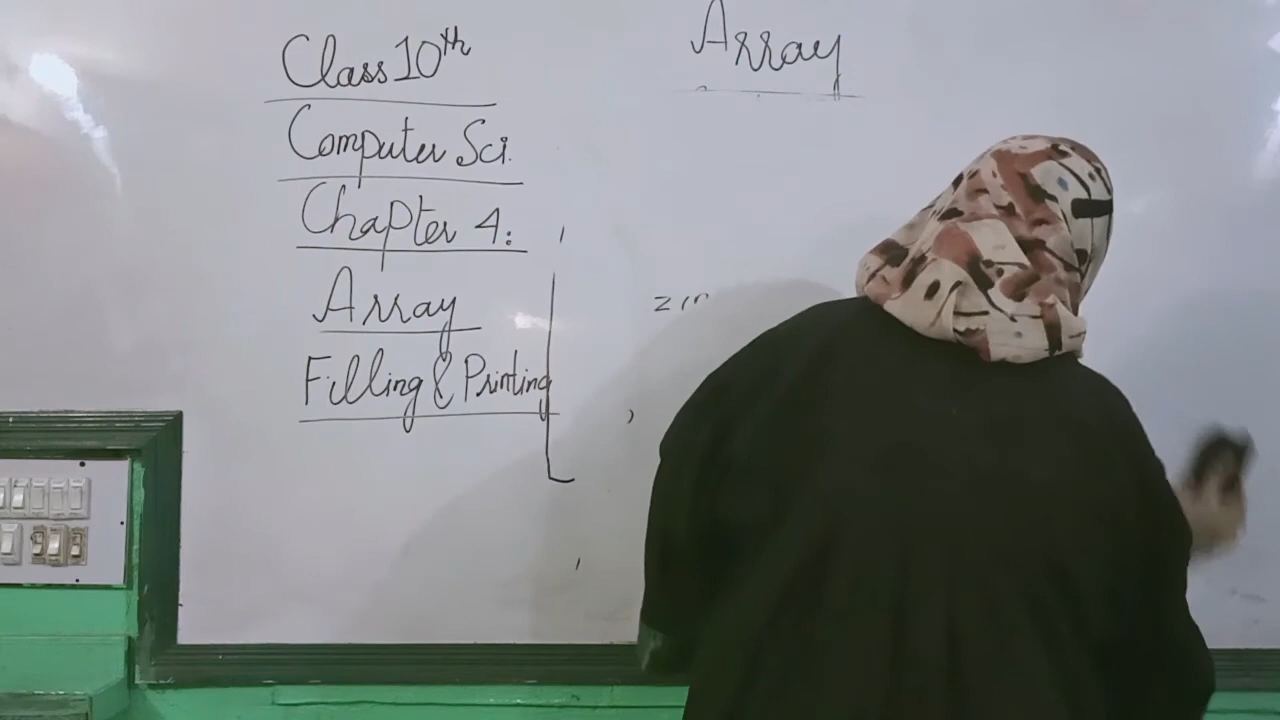 Class 10th
Computer Sci.
Chapter 4:
Array
Filling & Printing
Array